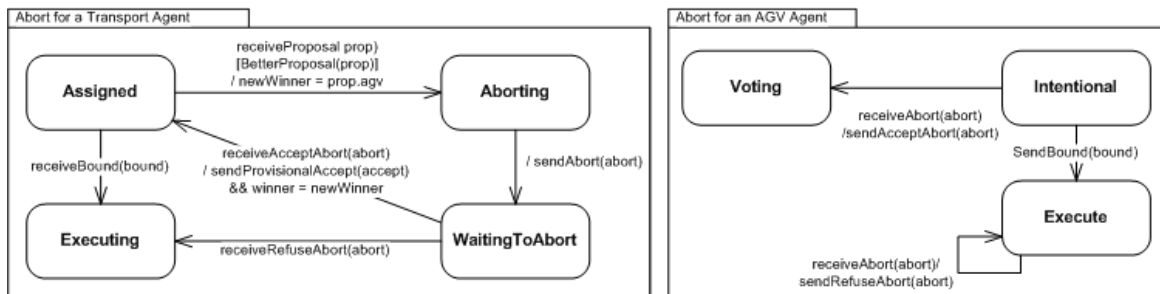 Abort for a Transport Agent
receiveProposal prop)
[BetterProposal(prop)]
/ newWinner = prop.agv
Assigned
Aborting
receiveBound(bound)
receiveAcceptAbort(abort)
/ sendProvisionalAccept(accept)
&& winner = newWinner
/ sendAbort(abort)
Executing
receiveRefuseAbort(abort)
WaitingToAbort
Abort for an AGV Agent
Voting
Intentional
receiveAbort(abort)
/sendAcceptAbort(abort)
SendBound(bound)
Execute
receiveAbort(abort)/
sendRefuseAbort(abort)